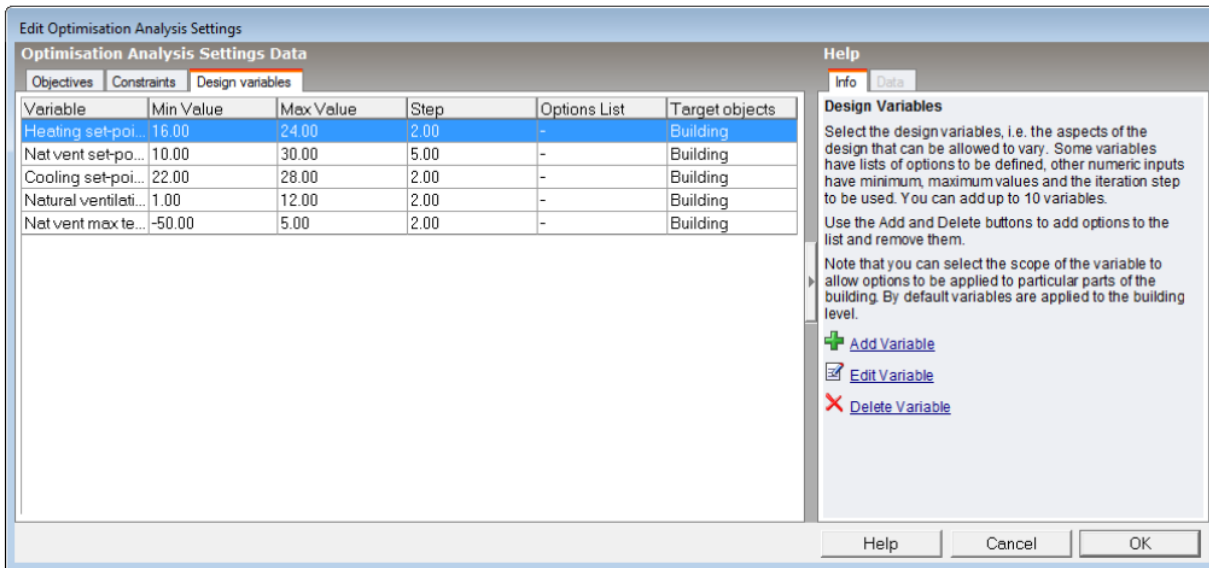 Edit Optimisation Analysis Settings
Optimisation Analysis Settings Data
Objectives Constraints Design variables
Variable Min Value Max Value Step Options List Target objects
Heating set-poi... 16.00 24.00 2.00 - Building
Nat vent set-po... 10.00 30.00 5.00 - Building
Cooling set-poi... 22.00 28.00 2.00 - Building
Natural ventilati... 1.00 12.00 2.00 - Building
Nat vent max te... -50.00 5.00 2.00 - Building
Help
Info Data
Design Variables
Select the design variables, i.e. the aspects of the
design that can be allowed to vary. Some variables
have lists of options to be defined, other numeric inputs
have minimum, maximum values and the iteration step
to be used. You can add up to 10 variables.
Use the Add and Delete buttons to add options to the
list and remove them.
Note that you can select the scope of the variable to
allow options to be applied to particular parts of the
building. By default variables are applied to the building
level.
Add Variable
Edit Variable
Delete Variable
Help Cancel OK